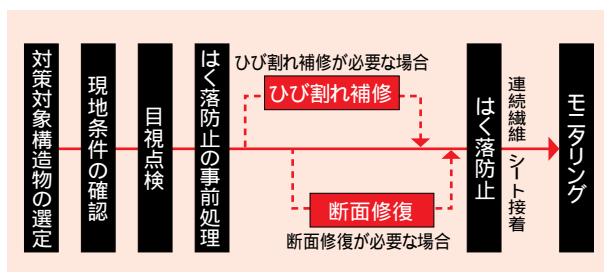 対策対象構造物の選定
現地条件の確認
目視点検
はく落防止の事前処理
ひび割れ補修が必要な場合
ひび割れ補修
断面修復
断面修復が必要な場合
はく落防止
連続繊維シート接着
モニタリング